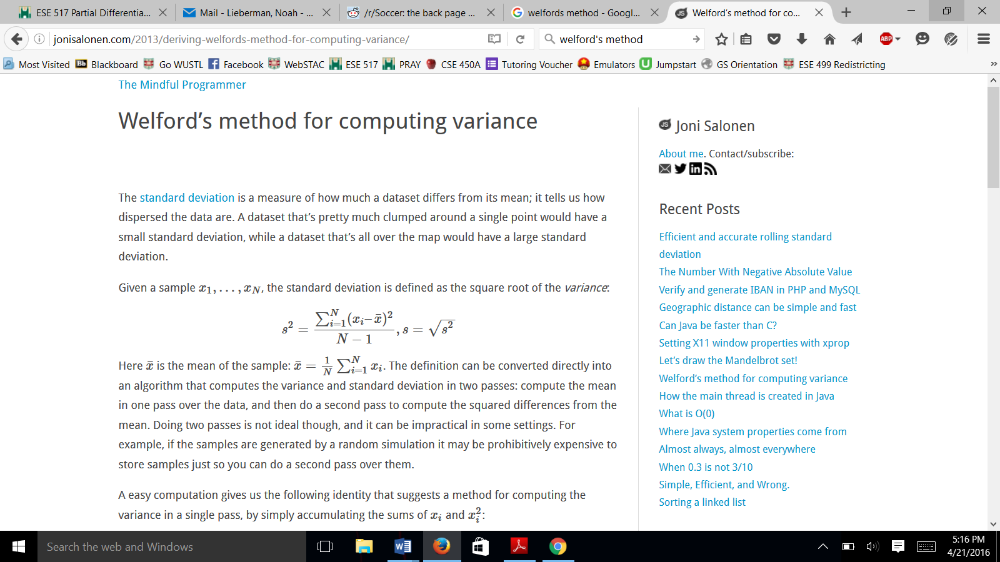 ESE 517 Partial Differentia...
Mail - Lieberman, Noah - ...
/r/Soccer: the back page ...
welfords method - Googl...
Welford's method for co...
jonisalonen.com/2013/deriving-welfords-method-for-computing-variance/
welford's method
ABP
Most Visited
Bb Blackboard
Go WUSTL
Facebook
WebSTAC
ESE 517
PRAY
CSE 450A
Tutoring Voucher
Emulators
Jumpstart
GS Orientation
ESE 499 Redistricting
The Mindful Programmer
Welford's method for computing variance
The standard deviation is a measure of how much a dataset differs from its mean; it tells us how
dispersed the data are. A dataset that's pretty much clumped around a single point would have a
small standard deviation, while a dataset that's all over the map would have a large standard
deviation.
Given a sample x₁, . . . , x_N, the standard deviation is defined as the square root of the variance:
s² = ∑_{i=1}^{N}(x_i–x̄)² / N − 1, s = √s²
Here x̄ is the mean of the sample: x̄ = 1/N ∑_{i=1}^{N} x_i. The definition can be converted directly into
an algorithm that computes the variance and standard deviation in two passes: compute the mean
in one pass over the data, and then do a second pass to compute the squared differences from the
mean. Doing two passes is not ideal though, and it can be impractical in some settings. For
example, if the samples are generated by a random simulation it may be prohibitively expensive to
store samples just so you can do a second pass over them.
A easy computation gives us the following identity that suggests a method for computing the
variance in a single pass, by simply accumulating the sums of x_i and x_i²:
JS Joni Salonen
About me. Contact/subscribe:
Recent Posts
Efficient and accurate rolling standard
deviation
The Number With Negative Absolute Value
Verify and generate IBAN in PHP and MySQL
Geographic distance can be simple and fast
Can Java be faster than C?
Setting X11 window properties with xprop
Let's draw the Mandelbrot set!
Welford's method for computing variance
How the main thread is created in Java
What is O(0)
Where Java system properties come from
Almost always, almost everywhere
When 0.3 is not 3/10
Simple, Efficient, and Wrong.
Sorting a linked list
Search the web and Windows
5:16 PM
4/21/2016